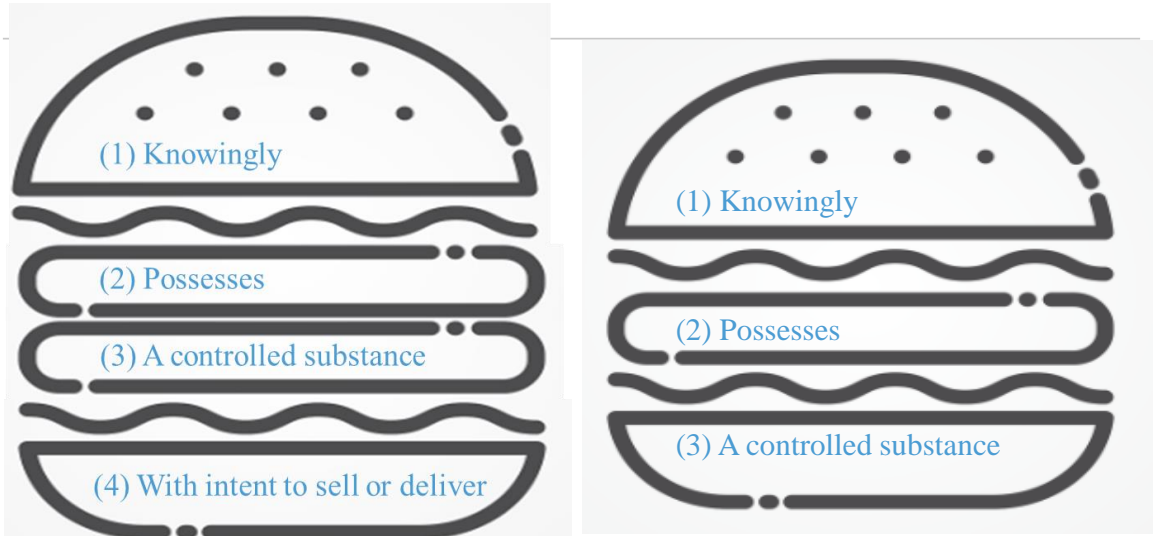 (1) Knowingly
(2) Possesses
(3) A controlled substance
(4) With intent to sell or deliver
(1) Knowingly
(2) Possesses
(3) A controlled substance